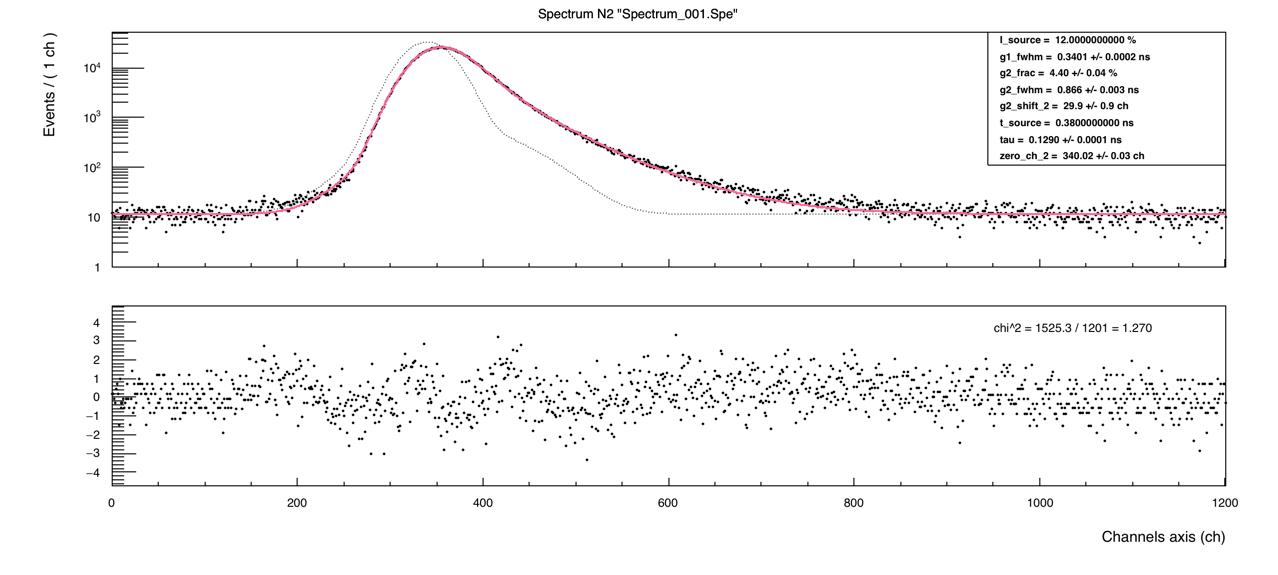 Spectrum N2 "Spectrum_001.Spe"
Events / ( 1 ch )
10^4
10^3
10^2
10
1
I_source = 12.0000000000 %
g1_fwhm = 0.3401 +/- 0.0002 ns
g2_frac = 4.40 +/- 0.04 %
g2_fwhm = 0.866 +/- 0.003 ns
g2_shift_2 = 29.9 +/- 0.9 ch
t_source = 0.3800000000 ns
tau = 0.1290 +/- 0.0001 ns
zero_ch_2 = 340.02 +/- 0.03 ch
chi^2 = 1525.3 / 1201 = 1.270
4
3
2
1
0
−1
−2
−3
−4
0 200 400 600 800 1000 1200
Channels axis (ch)